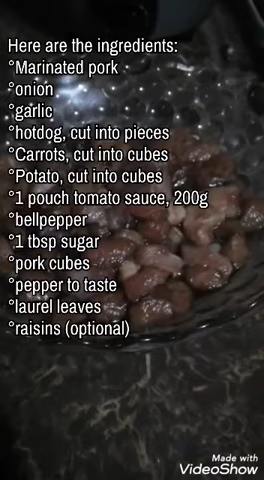 Here are the ingredients:
°Marinated pork
°onion
°garlic
°hotdog, cut into pieces
°Carrots, cut into cubes
°Potato, cut into cubes
°1 pouch tomato sauce, 200g
°bellpepper
°1 tbsp sugar
°pork cubes
°pepper to taste
°laurel leaves
°raisins (optional)
Made with
VideoShow